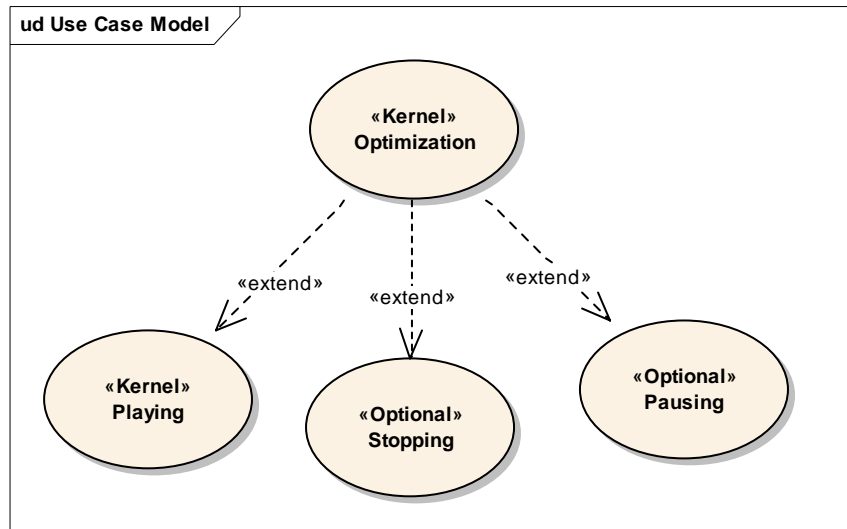 ud Use Case Model
«Kernel»
Optimization
«extend»
«extend»
«extend»
«Kernel»
Playing
«Optional»
Stopping
«Optional»
Pausing